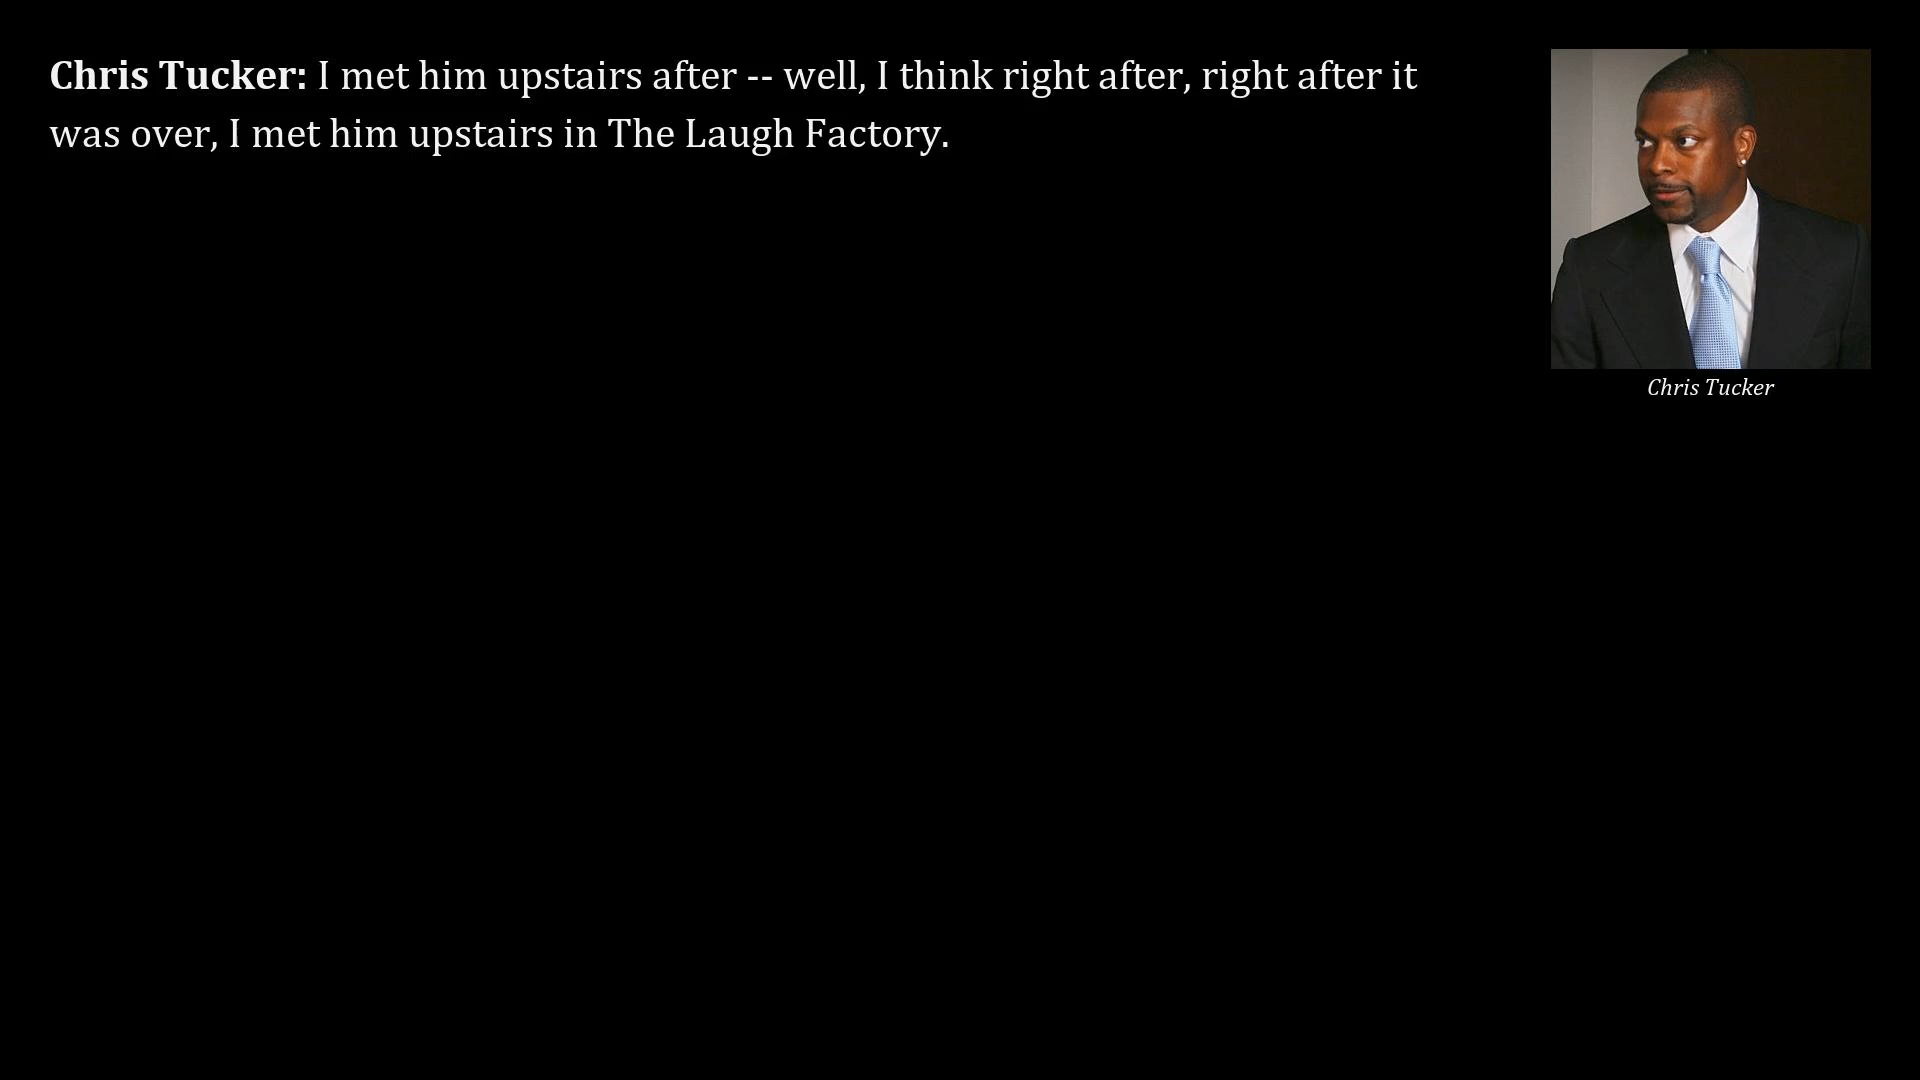 Chris Tucker: I met him upstairs after -- well, I think right after, right after it
was over, I met him upstairs in The Laugh Factory.
Chris Tucker